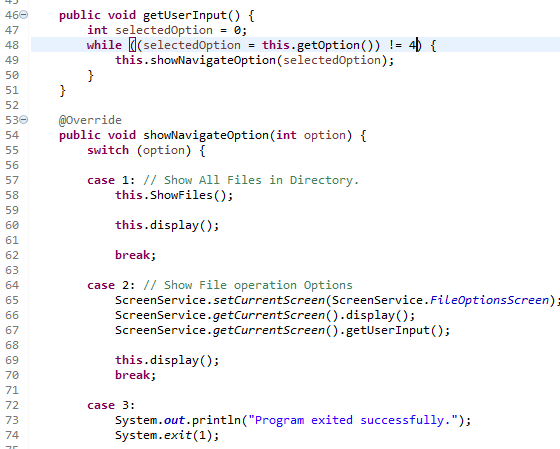 46 public void getUserInput() {
47 int selectedOption = 0;
48 while ((selectedOption = this.getOption()) != 4) {
49 this.showNavigateOption(selectedOption);
50 }
51 }
52
53 @Override
54 public void showNavigateOption(int option) {
55 switch (option) {
56
57 case 1: // Show All Files in Directory.
58 this.ShowFiles();
59
60 this.display();
61
62 break;
63
64 case 2: // Show File operation Options
65 ScreenService.setCurrentScreen(ScreenService.FileOptionsScreen);
66 ScreenService.getCurrentScreen().display();
67 ScreenService.getCurrentScreen().getUserInput();
68
69 this.display();
70 break;
71
72 case 3:
73 System.out.println("Program exited successfully.");
74 System.exit(1);